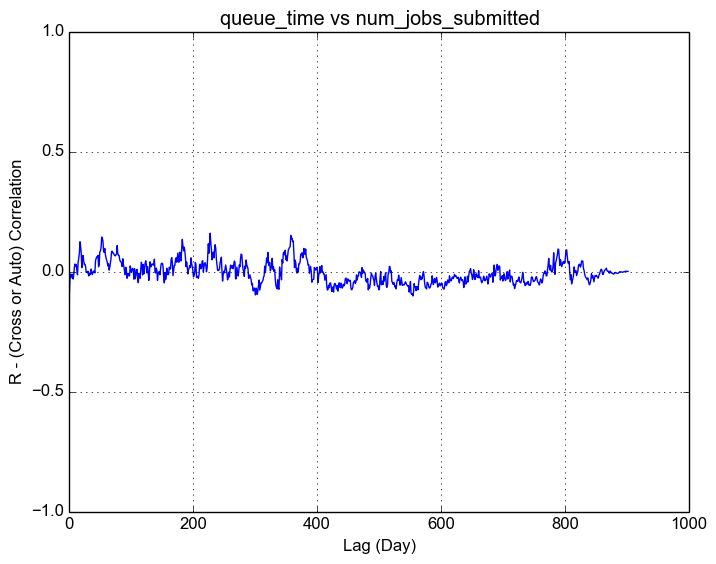 queue_time vs num_jobs_submitted
1.0
0.5
0.0
−0.5
−1.0
R - (Cross or Auto) Correlation
0 200 400 600 800 1000
Lag (Day)